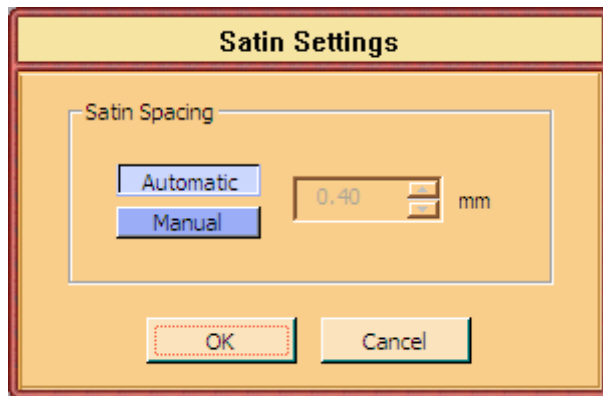 Satin Settings
Satin Spacing
Automatic
0.40 mm
Manual
OK Cancel